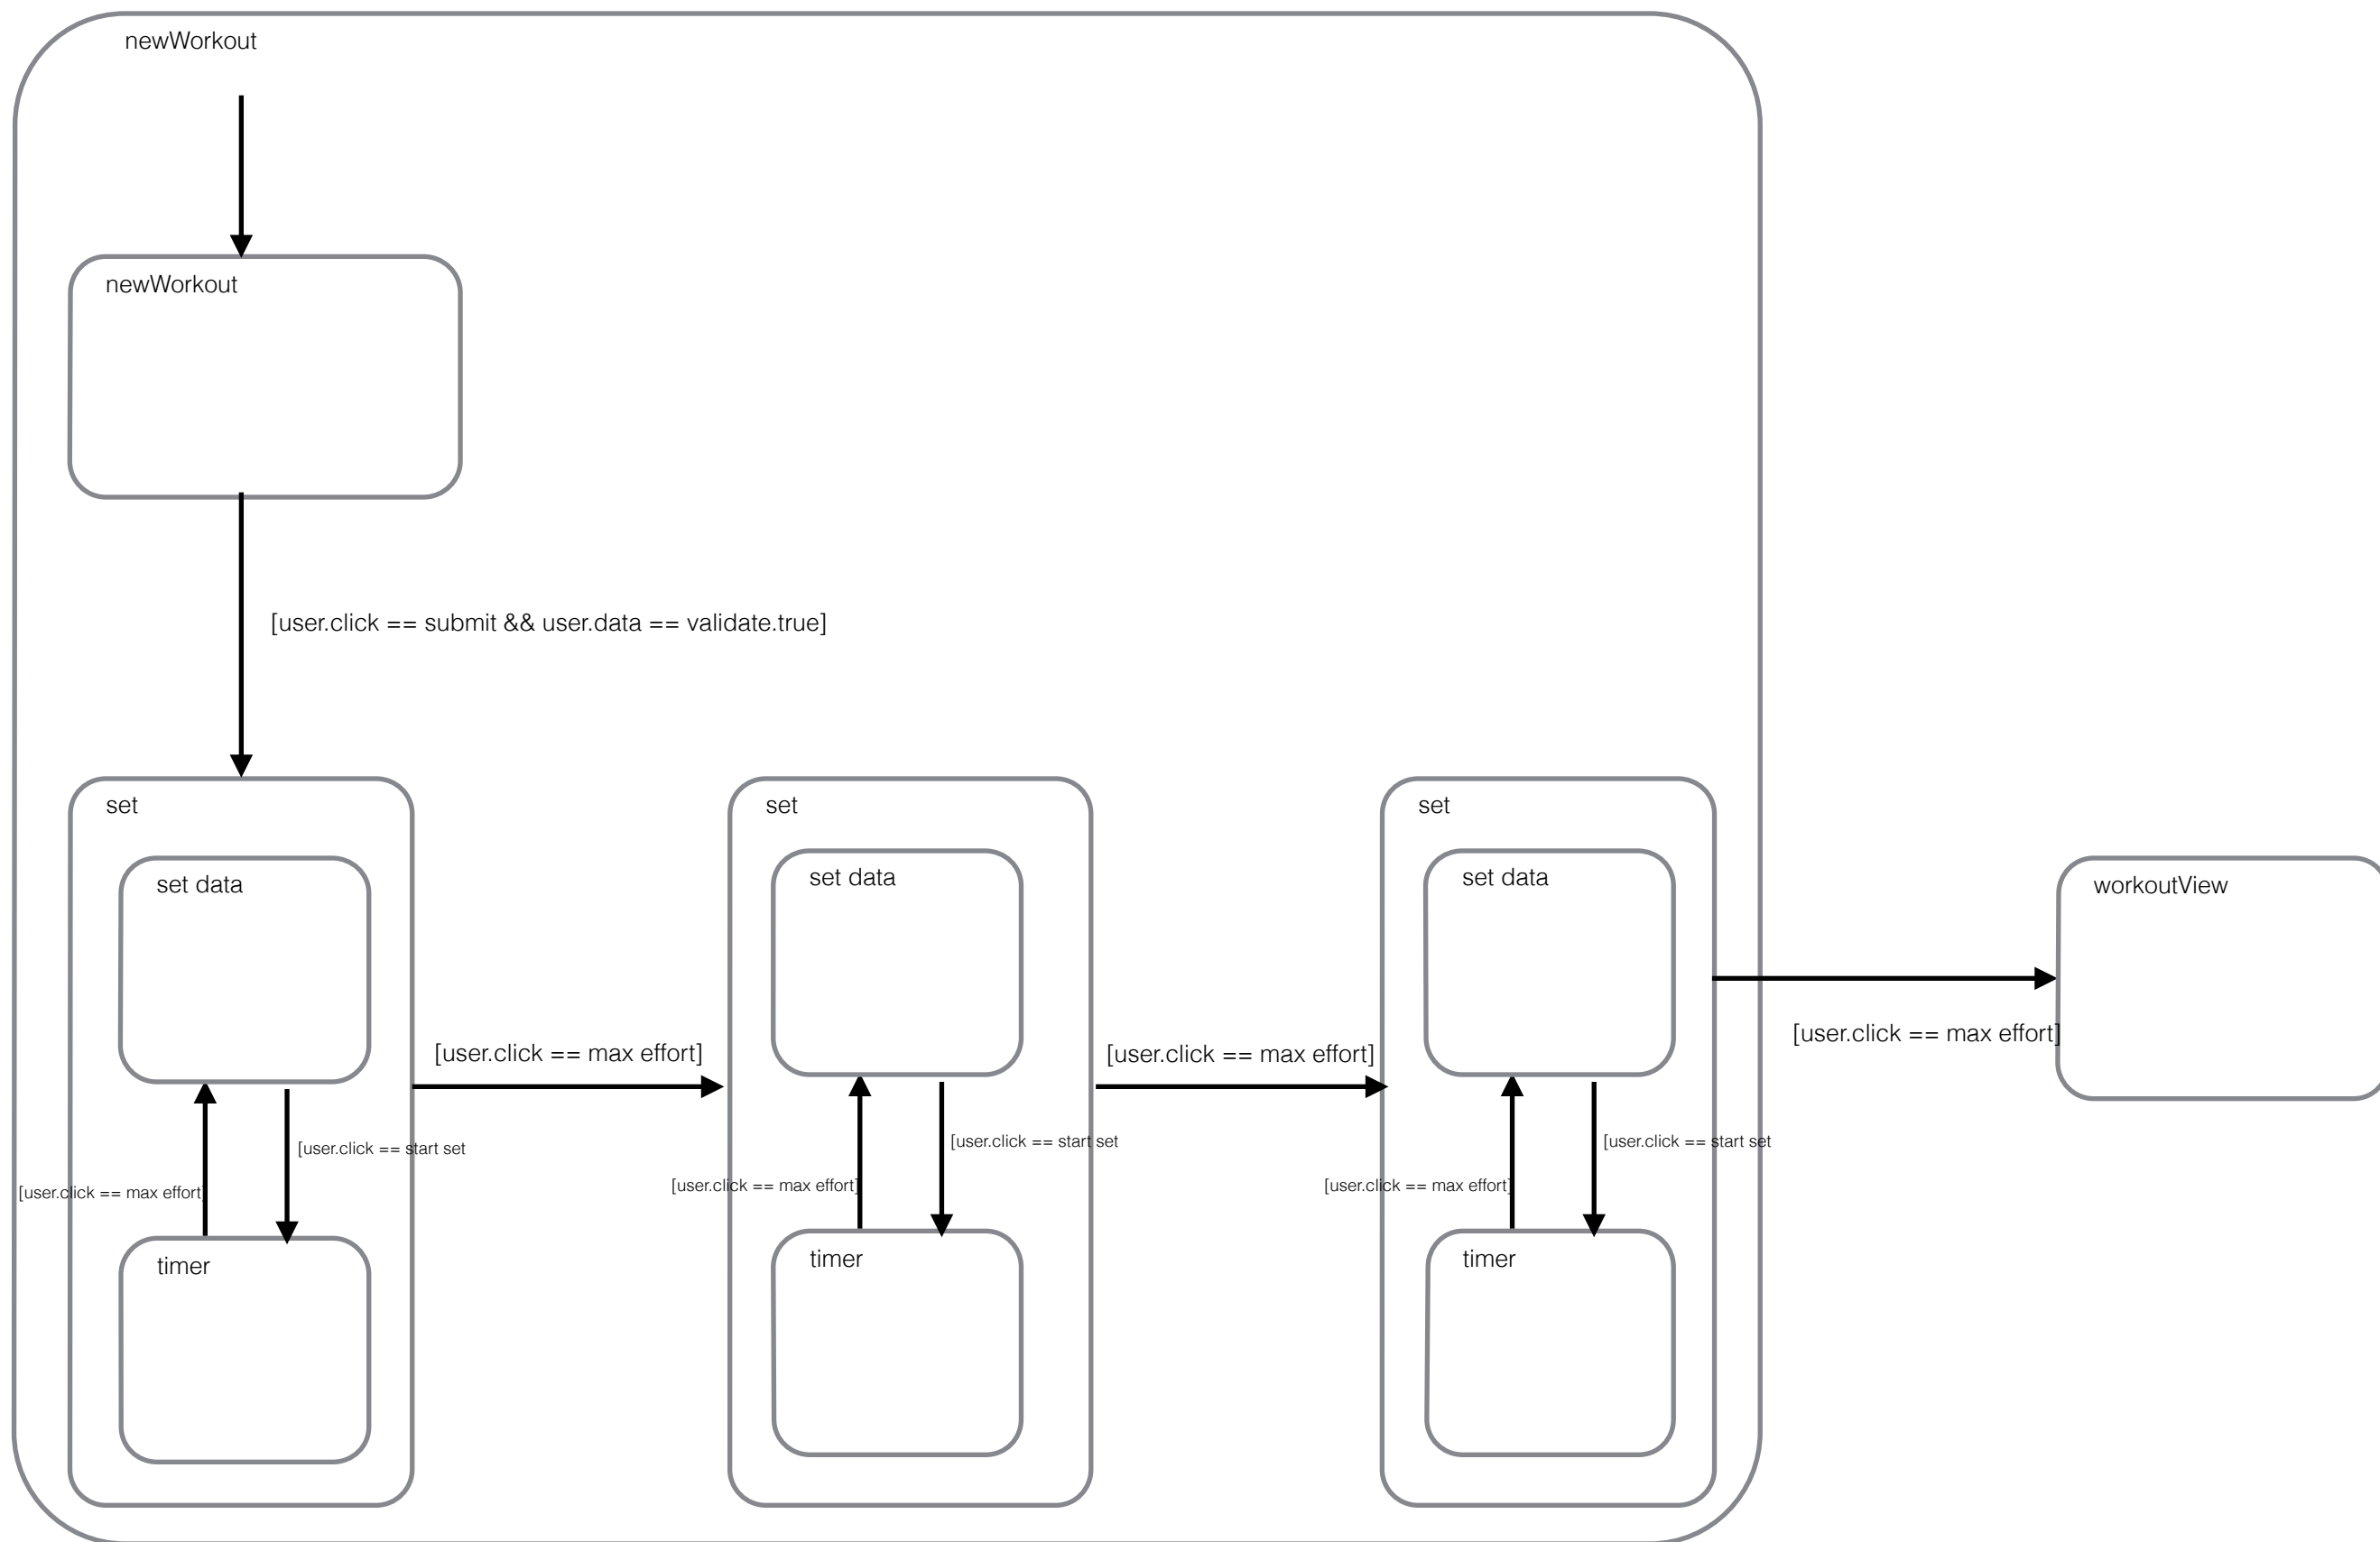 newWorkout
newWorkout
[user.click == submit && user.data == validate.true]
set
set
set
set data
set data
set data
workoutView
[user.click == max effort]
[user.click == max effort]
[user.click == max effort]
[user.click == start set
[user.click == start set
[user.click == start set
[user.click == max effort]
[user.click == max effort]
[user.click == max effort]
timer
timer
timer